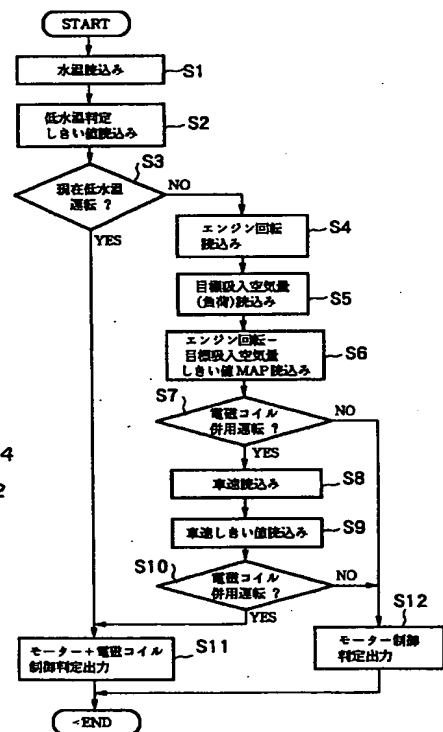 START
水温読込み
S1
低水温判定
しきい値読込み
S2
S3
現在低水温
運転？
NO
YES
エンジン回転
読込み
S4
目標吸入空気量
(負荷)読込み
S5
エンジン回転−
目標吸入空気量
しきい値MAP読込み
S6
S7
電磁コイル
併用運転？
NO
YES
4
2
車速読込み
S8
車速しきい値読込み
S9
S10
電磁コイル
併用運転？
NO
YES
S12
モーター＋電磁コイル
制御判定出力
S11
モーター制御
判定出力
<END